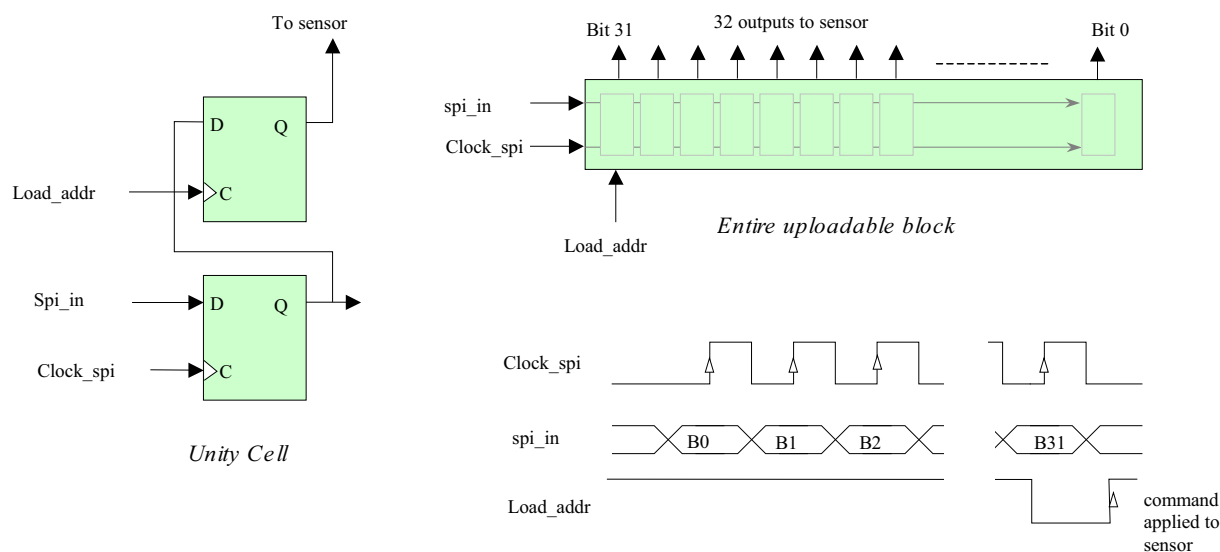 To sensor
D Q
Load_addr
C
Spi_in
D Q
Clock_spi
C
Unity Cell
32 outputs to sensor
Bit 31
Bit 0
spi_in
Clock_spi
Load_addr
Entire uploadable block
Clock_spi
spi_in
B0 B1 B2 B31
Load_addr
command
applied to
sensor